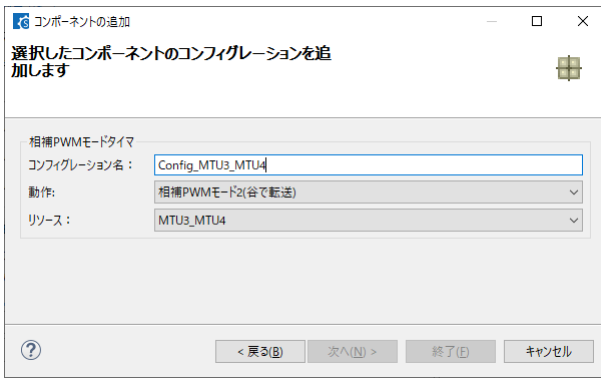 コンポーネントの追加
選択したコンポーネントのコンフィグレーションを追
加します
相補PWMモードタイマ
コンフィグレーション名： Config_MTU3_MTU4
動作: 相補PWMモード2(谷で転送)
リソース： MTU3_MTU4
< 戻る(B) 次へ(N) > 終了(F) キャンセル